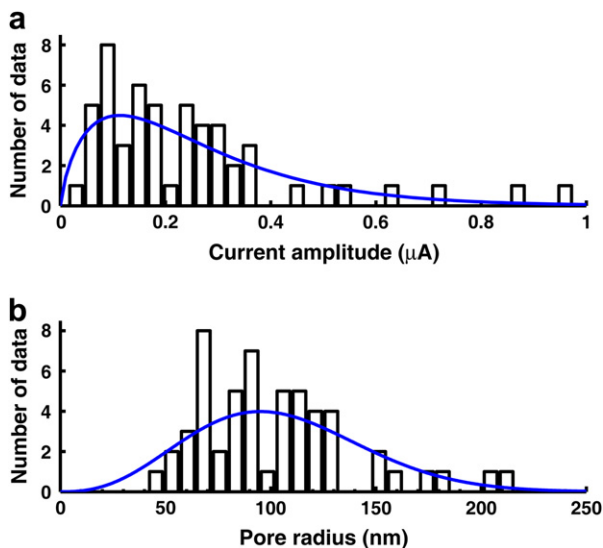 a
Number of data
8
6
4
2
0
0 0.2 0.4 0.6 0.8 1
Current amplitude (μA)
b
Number of data
8
6
4
2
0
0 50 100 150 200 250
Pore radius (nm)